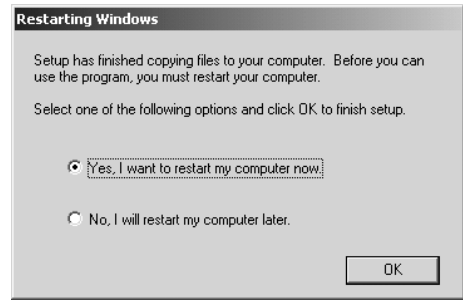 Restarting Windows
Setup has finished copying files to your computer. Before you can
use the program, you must restart your computer.
Select one of the following options and click OK to finish setup.
Yes, I want to restart my computer now.
No, I will restart my computer later.
OK